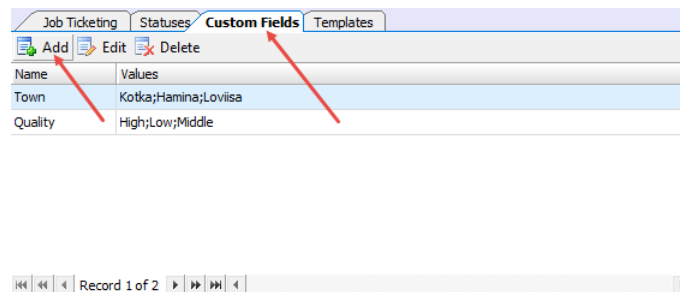 Job Ticketing Statuses Custom Fields Templates
Add Edit Delete
Name Values
Town Kotka;Hamina;Loviisa
Quality High;Low;Middle
Record 1 of 2